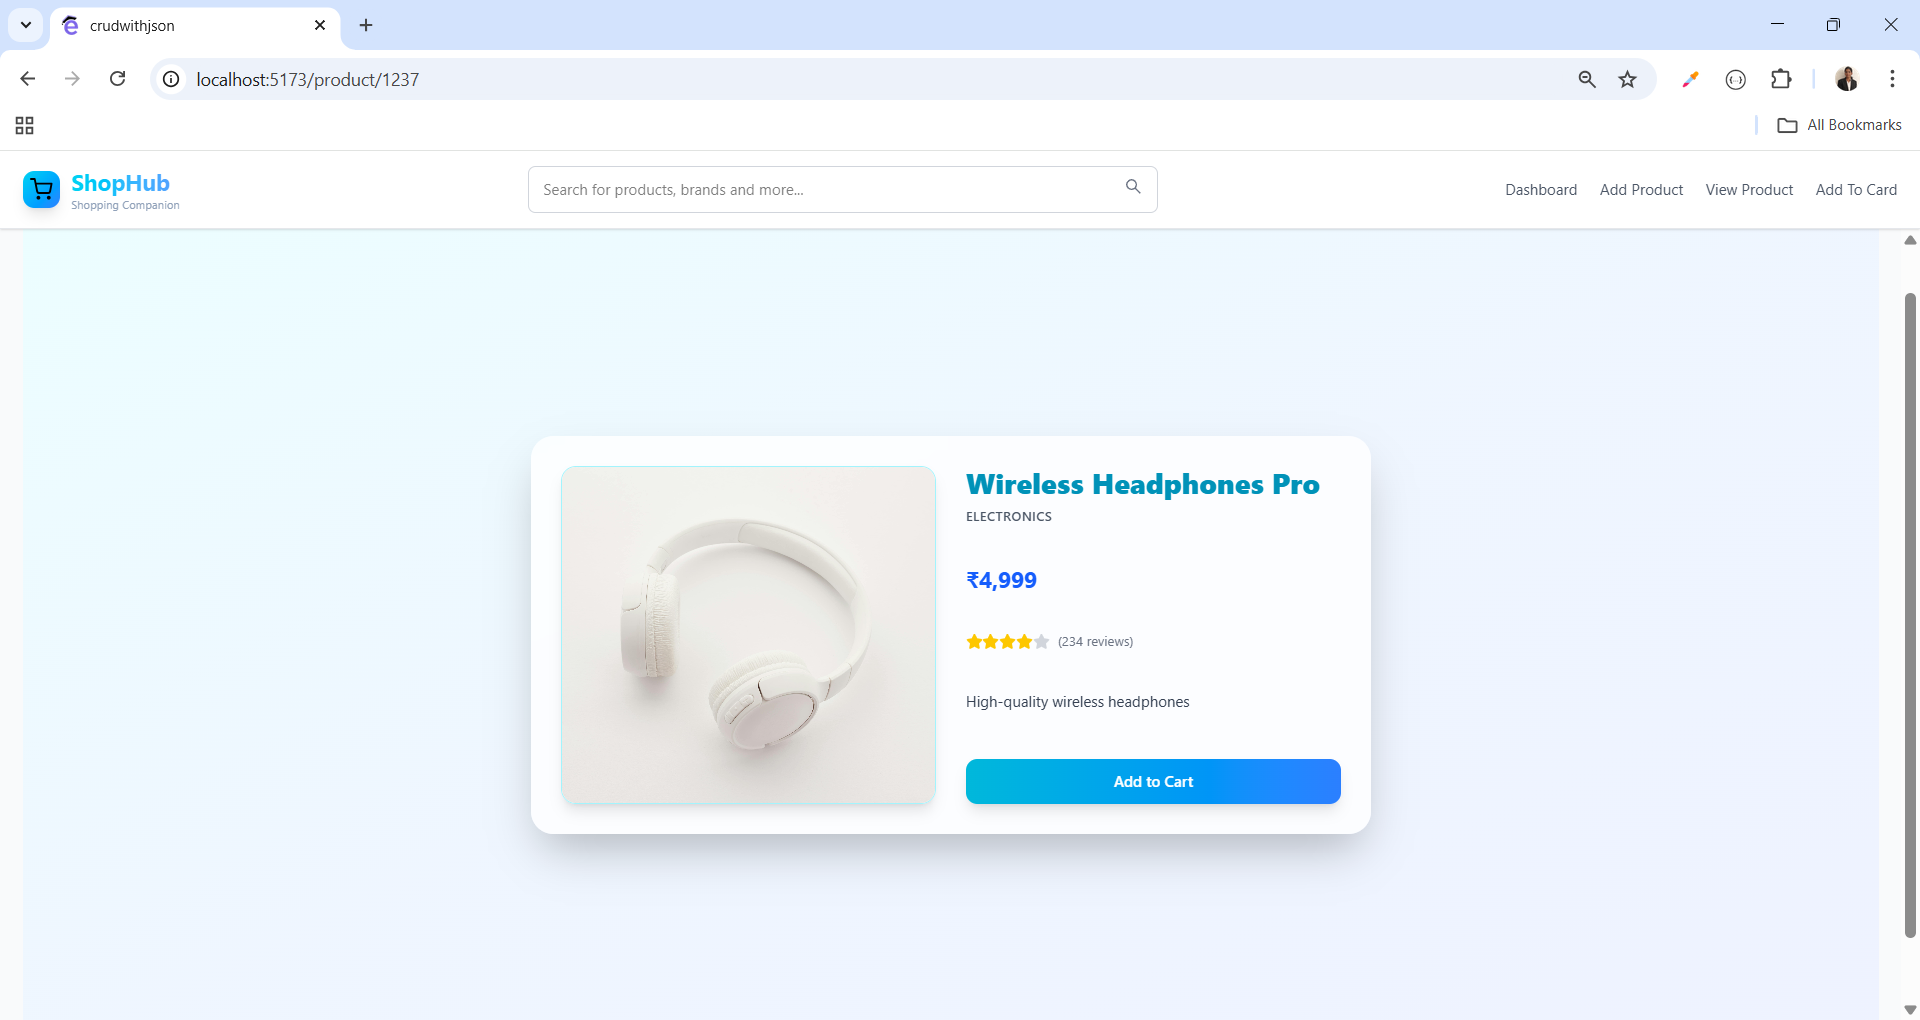 crudwithjson
localhost:5173/product/1237
All Bookmarks
ShopHub
Shopping Companion
Search for products, brands and more...
Dashboard
Add Product
View Product
Add To Card
Wireless Headphones Pro
ELECTRONICS
₹4,999
(234 reviews)
High-quality wireless headphones
Add to Cart